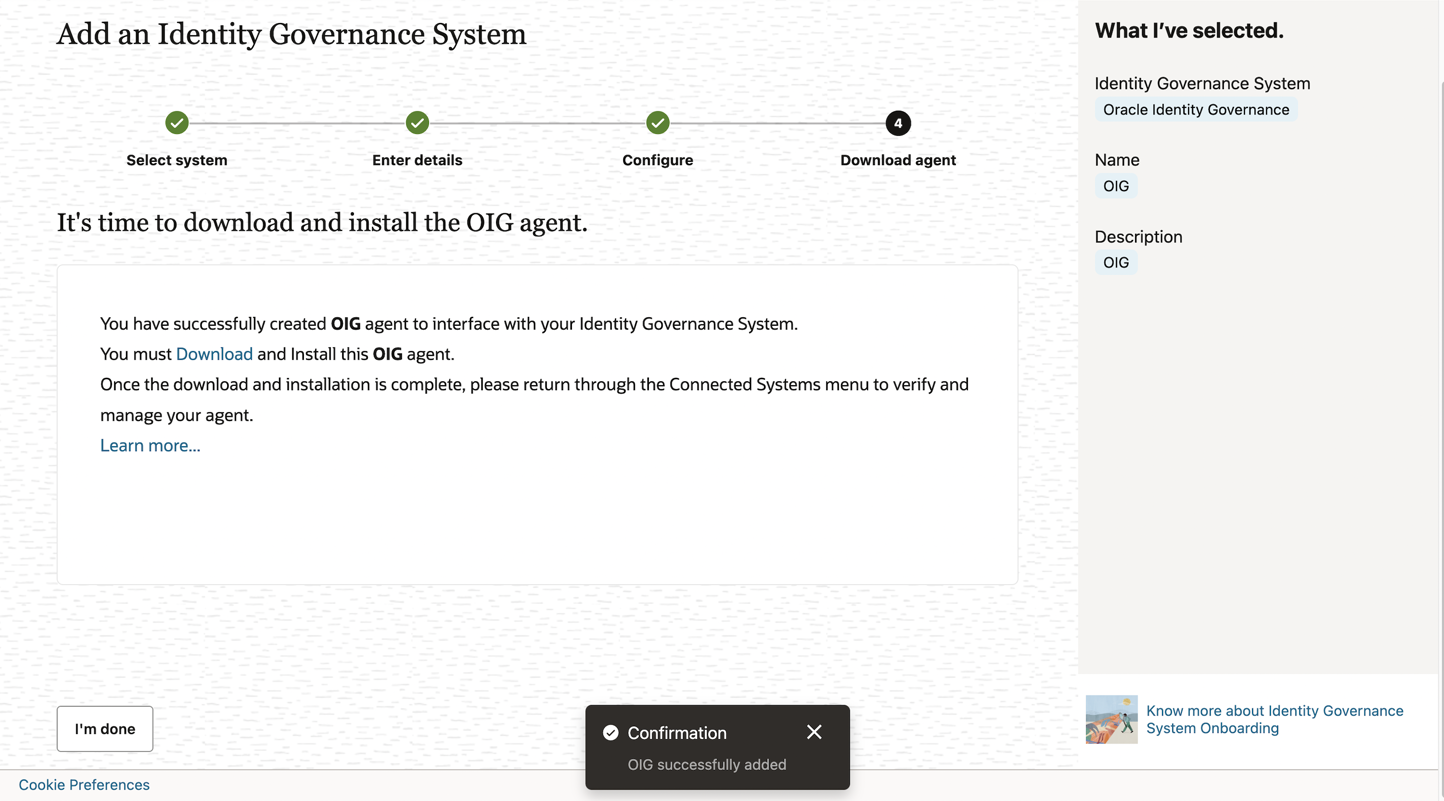 Add an Identity Governance System
4
Select system
Enter details
Configure
Download agent
It's time to download and install the OIG agent.
You have successfully created OIG agent to interface with your Identity Governance System.
You must Download and Install this OIG agent.
Once the download and installation is complete, please return through the Connected Systems menu to verify and
manage your agent.
Learn more...
I'm done
Confirmation
OIG successfully added
Cookie Preferences
What I’ve selected.
Identity Governance System
Oracle Identity Governance
Name
OIG
Description
OIG
Know more about Identity Governance
System Onboarding